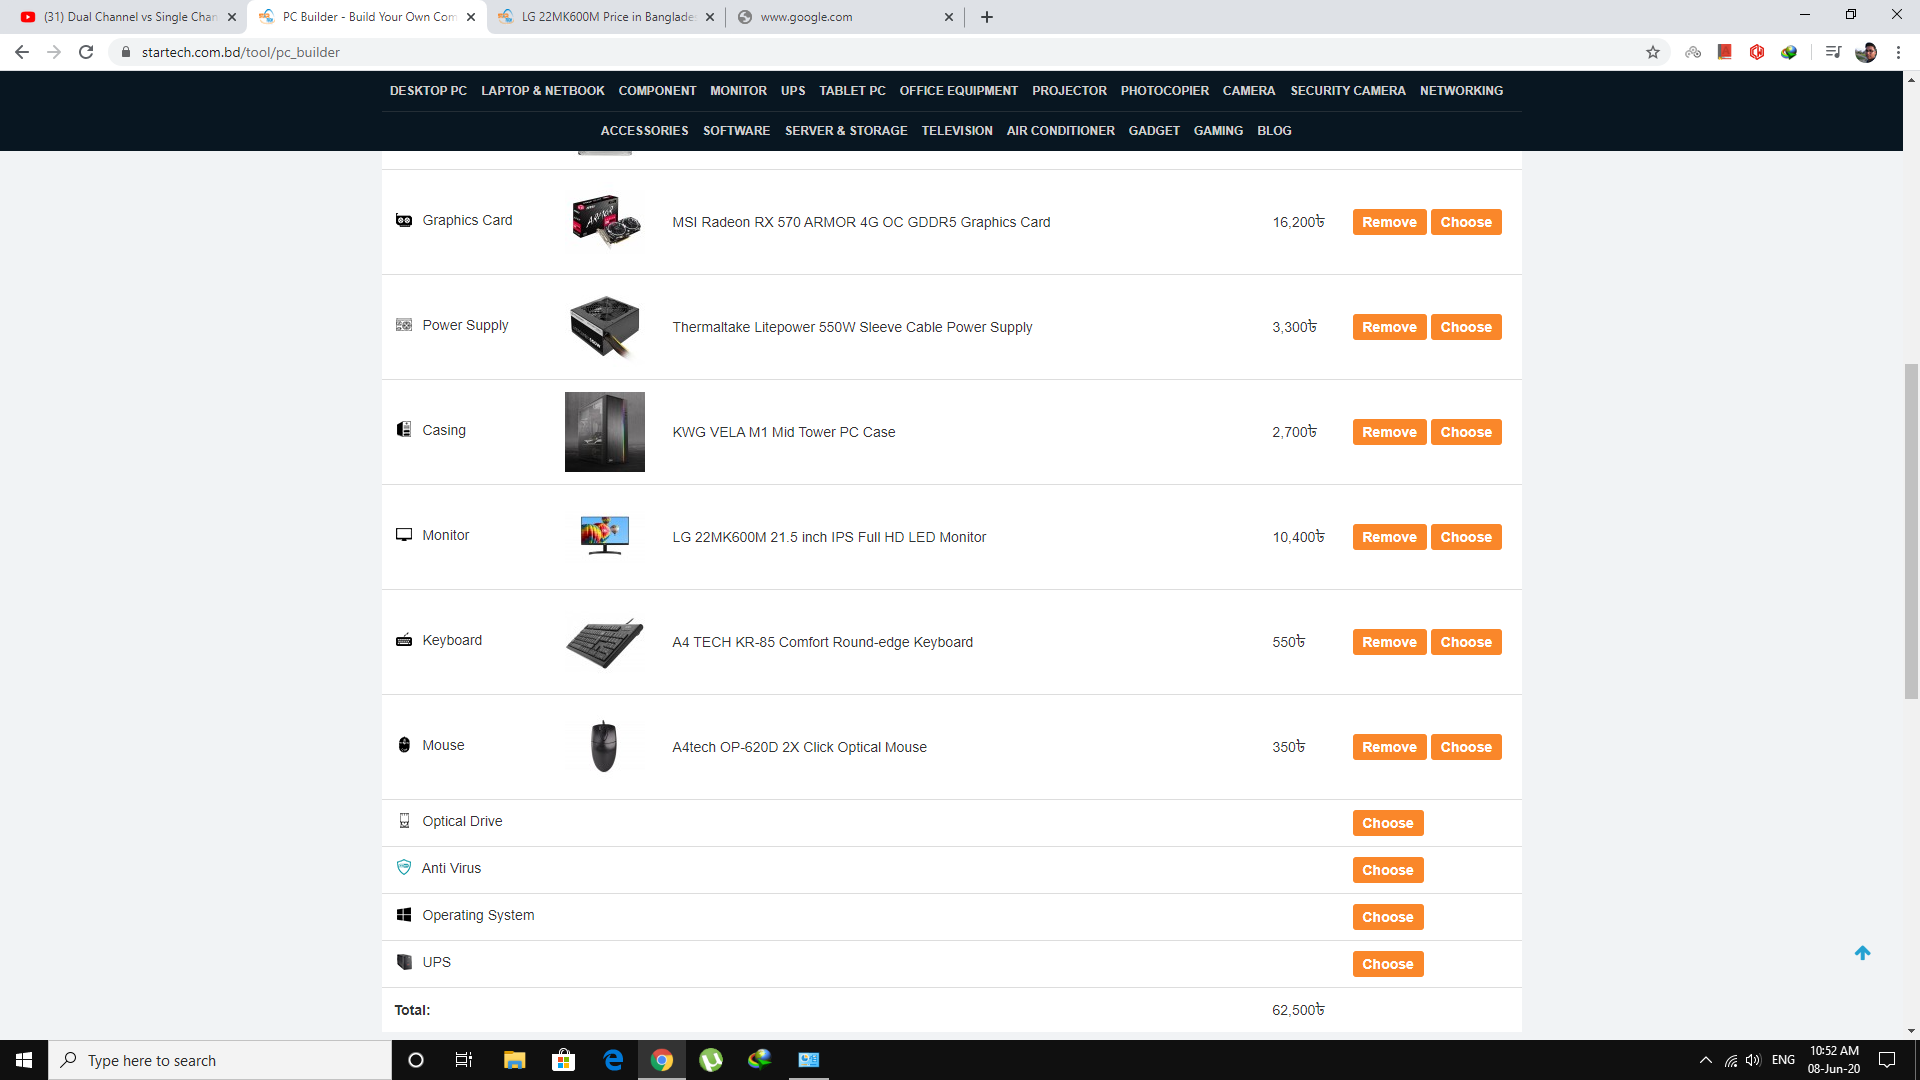 (31) Dual Channel vs Single Chan
PC Builder - Build Your Own Com
LG 22MK600M Price in Banglade
www.google.com
startech.com.bd/tool/pc_builder
DESKTOP PC LAPTOP & NETBOOK COMPONENT MONITOR UPS TABLET PC OFFICE EQUIPMENT PROJECTOR PHOTOCOPIER CAMERA SECURITY CAMERA NETWORKING
ACCESSORIES SOFTWARE SERVER & STORAGE TELEVISION AIR CONDITIONER GADGET GAMING BLOG
Graphics Card MSI Radeon RX 570 ARMOR 4G OC GDDR5 Graphics Card 16,200৳ Remove Choose
Power Supply Thermaltake Litepower 550W Sleeve Cable Power Supply 3,300৳ Remove Choose
Casing KWG VELA M1 Mid Tower PC Case 2,700৳ Remove Choose
Monitor LG 22MK600M 21.5 inch IPS Full HD LED Monitor 10,400৳ Remove Choose
Keyboard A4 TECH KR-85 Comfort Round-edge Keyboard 550৳ Remove Choose
Mouse A4tech OP-620D 2X Click Optical Mouse 350৳ Remove Choose
Optical Drive Choose
Anti Virus Choose
Operating System Choose
UPS Choose
Total: 62,500৳
Type here to search
ENG
10:52 AM
08-Jun-20